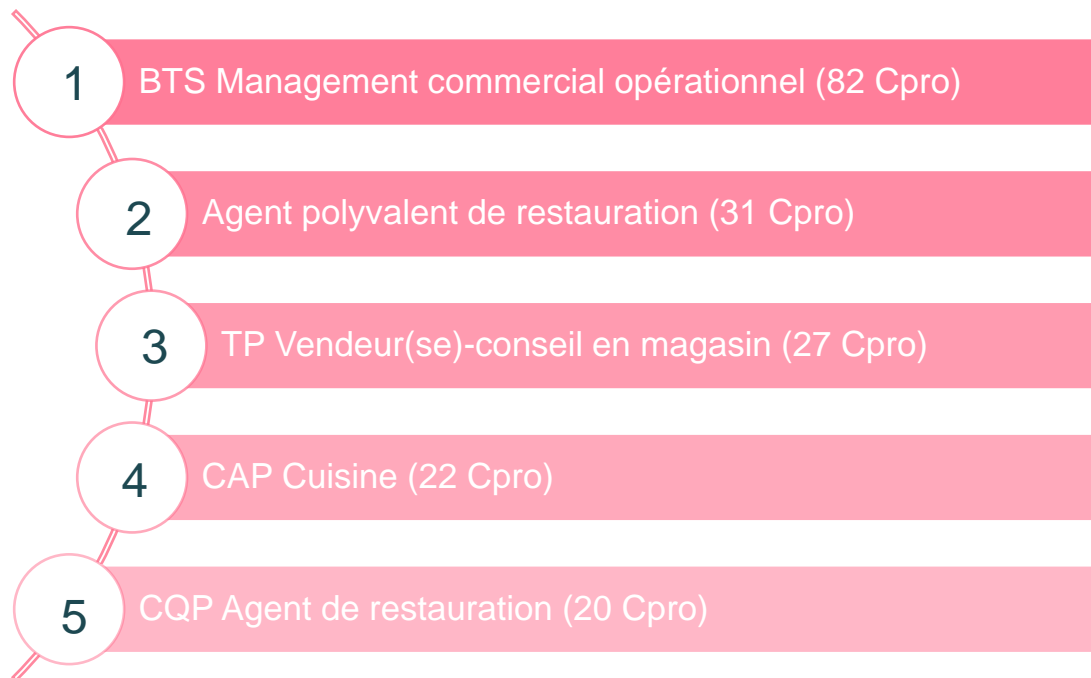 1
BTS Management commercial opérationnel (82 Cpro)
2
Agent polyvalent de restauration (31 Cpro)
3
TP Vendeur(se)-conseil en magasin (27 Cpro)
4
CAP Cuisine (22 Cpro)
5
CQP Agent de restauration (20 Cpro)